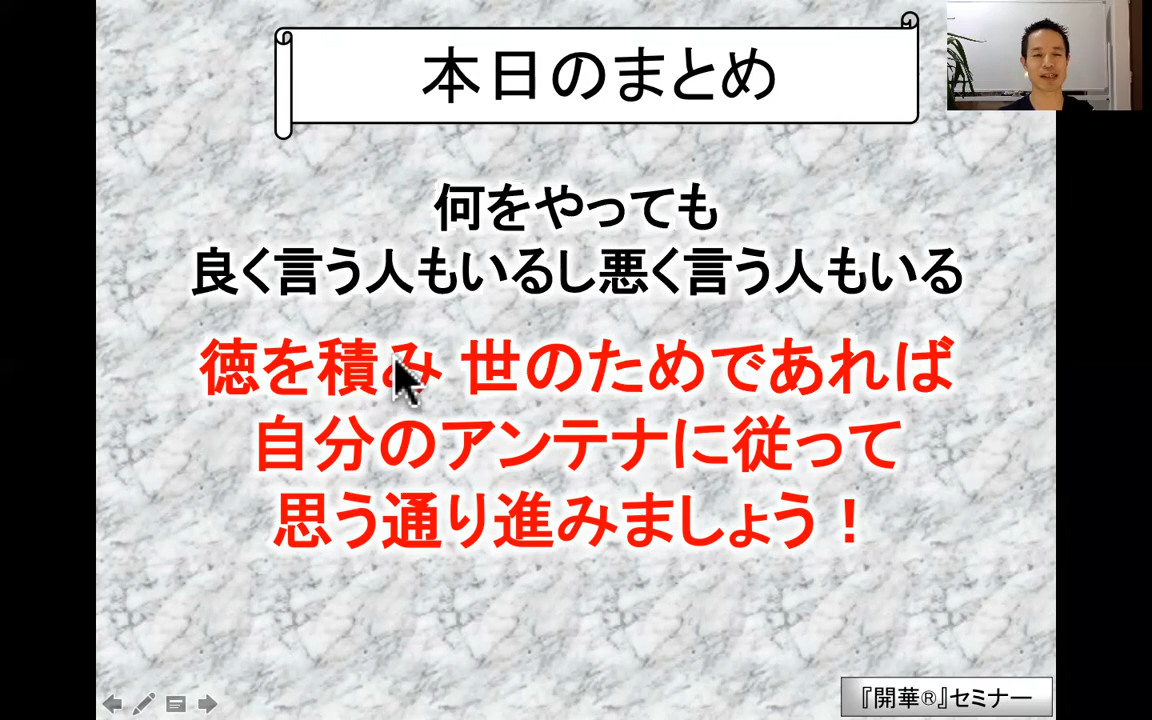 本日のまとめ
何をやっても
良く言う人もいるし悪く言う人もいる
徳を積み 世のためであれば
自分のアンテナに従って
思う通り進みましょう！
『開華®』セミナー